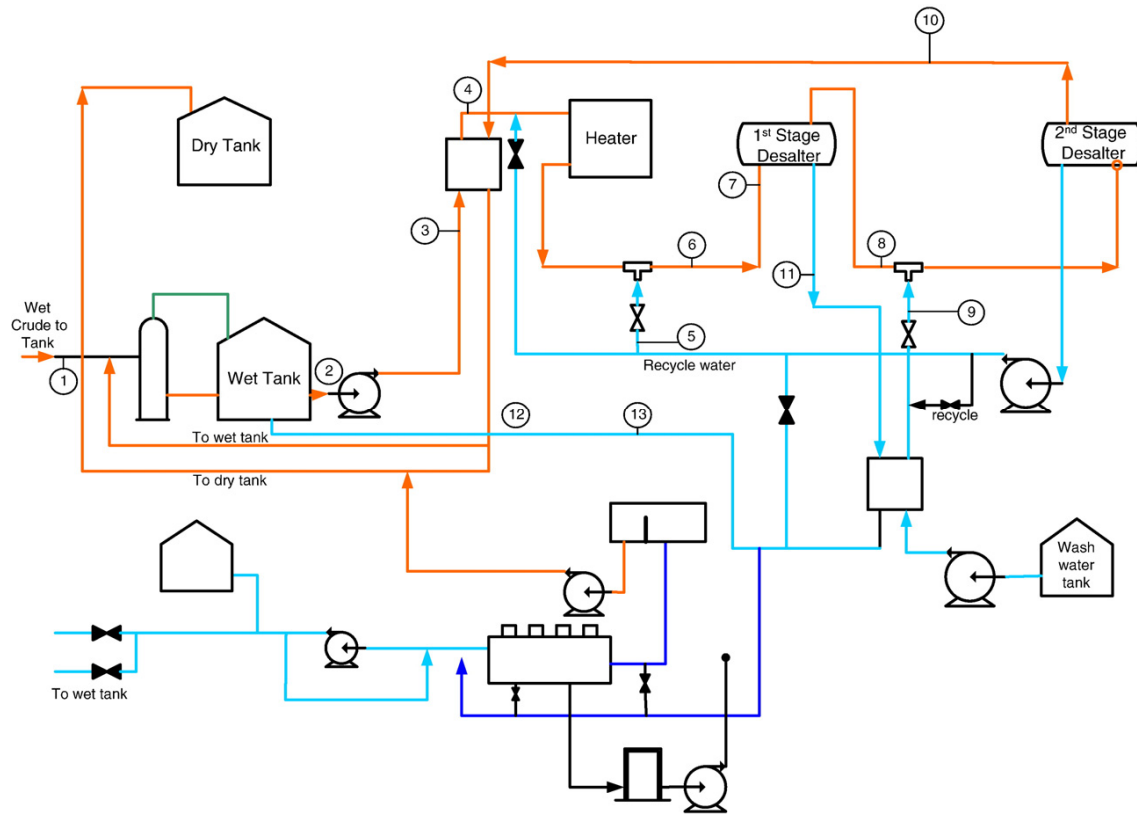 10
4
Dry Tank
Heater
1st Stage
Desalter
2nd Stage
Desalter
7
3
6
8
11
9
Wet
Crude to
Tank
1
5
Recycle water
Wet Tank
2
recycle
12
13
To wet tank
To dry tank
Wash
water
tank
To wet tank